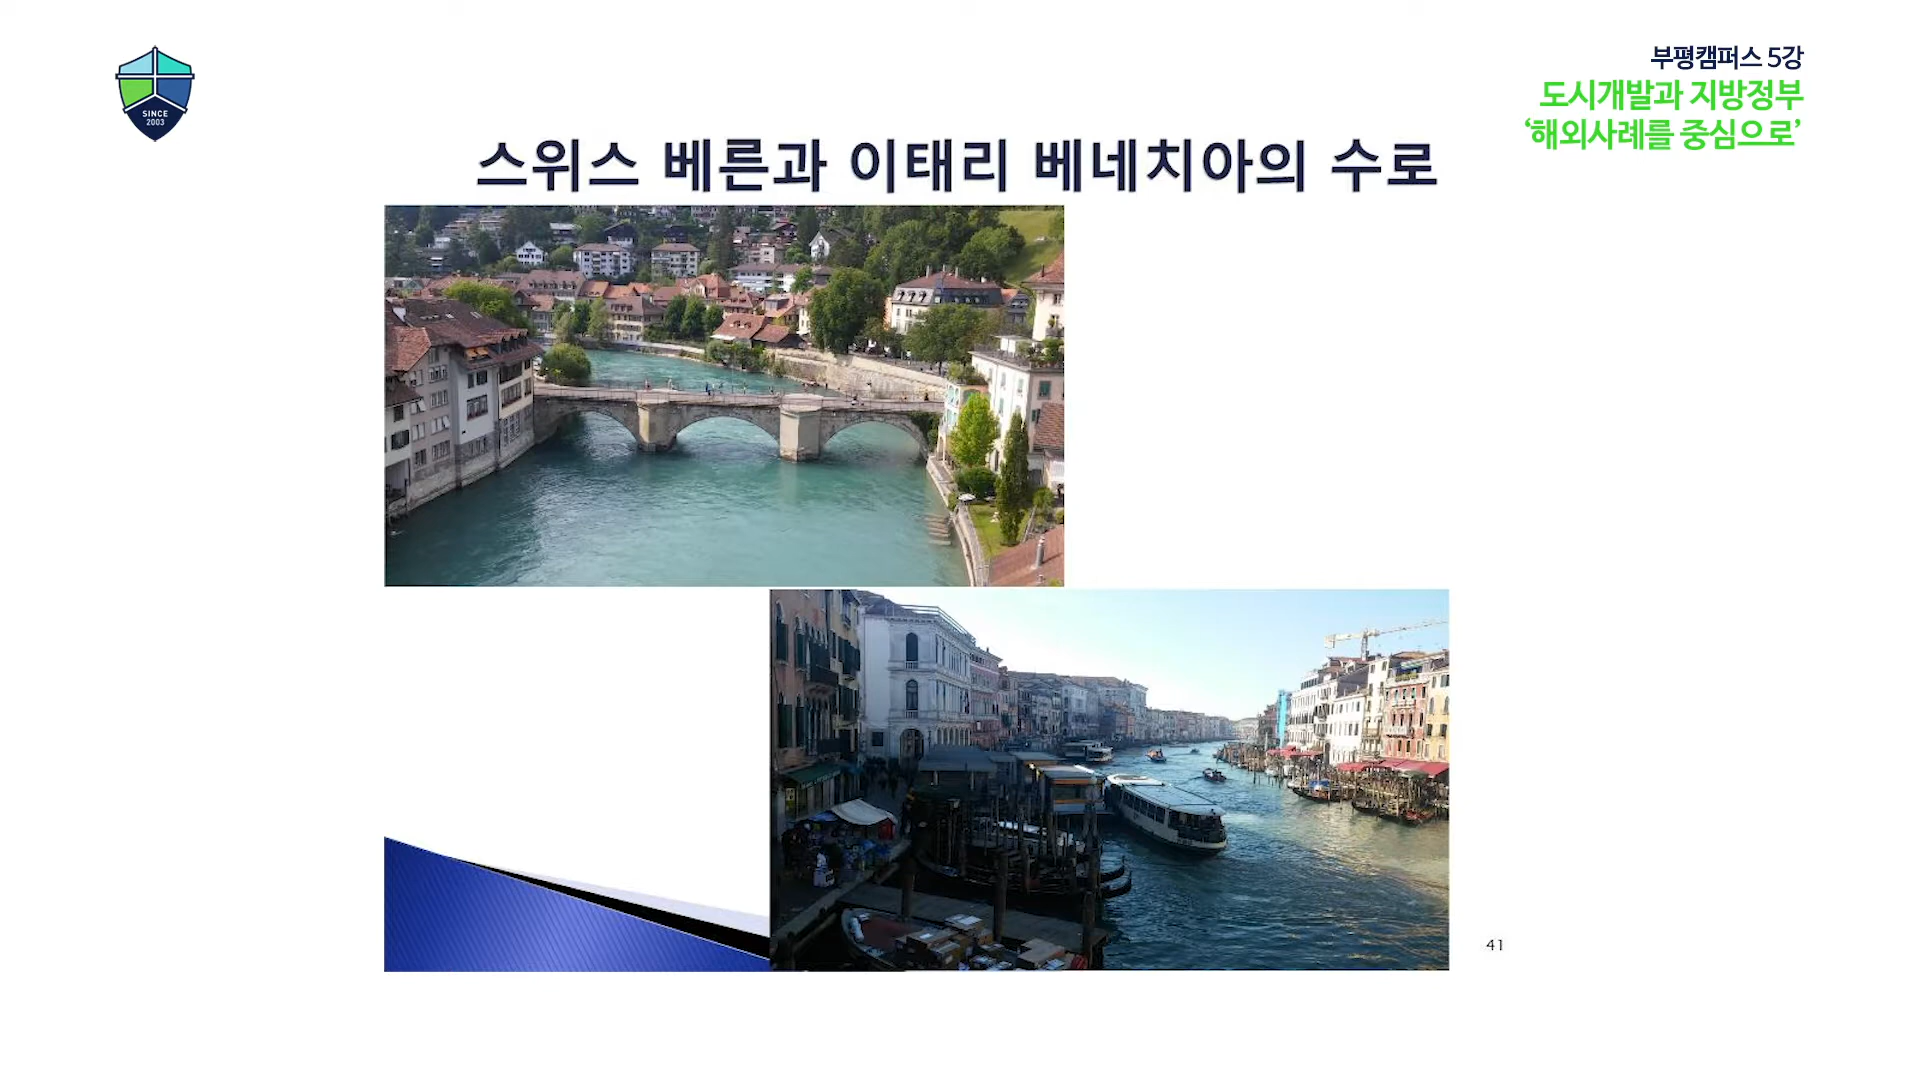 SINCE
2003
부평캠퍼스 5강
도시개발과 지방정부
‘해외사례를 중심으로’
스위스 베른과 이태리 베네치아의 수로
41